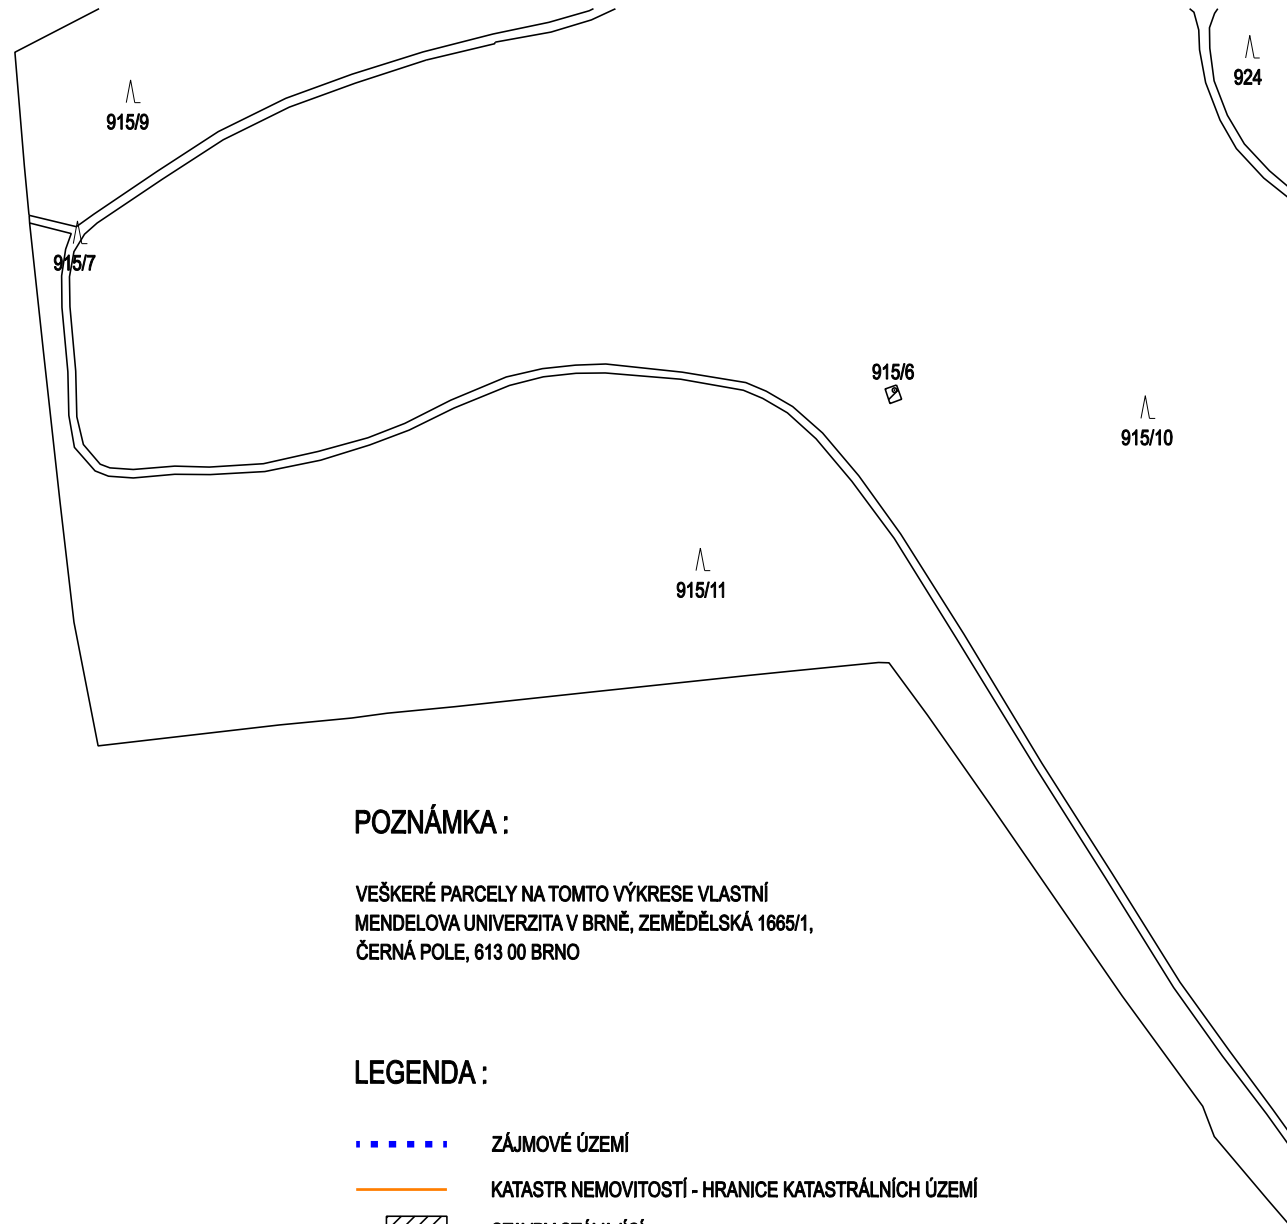 924
915/9
915/7
915/6
915/10
915/11
POZNÁMKA :
VEŠKERÉ PARCELY NA TOMTO VÝKRESE VLASTNÍ
MENDELOVA UNIVERZITA V BRNĚ, ZEMĚDĚLSKÁ 1665/1,
ČERNÁ POLE, 613 00 BRNO
LEGENDA :
ZÁJMOVÉ ÚZEMÍ
KATASTR NEMOVITOSTÍ - HRANICE KATASTRÁLNÍCH ÚZEMÍ